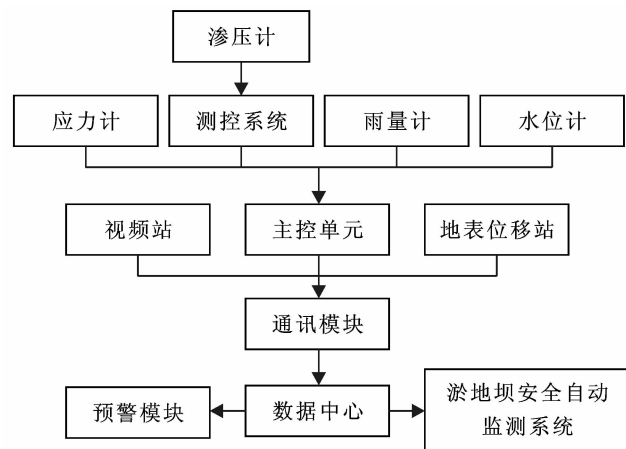 渗压计
应力计
测控系统
雨量计
水位计
视频站
主控单元
地表位移站
通讯模块
预警模块
数据中心
淤地坝安全自动
监测系统